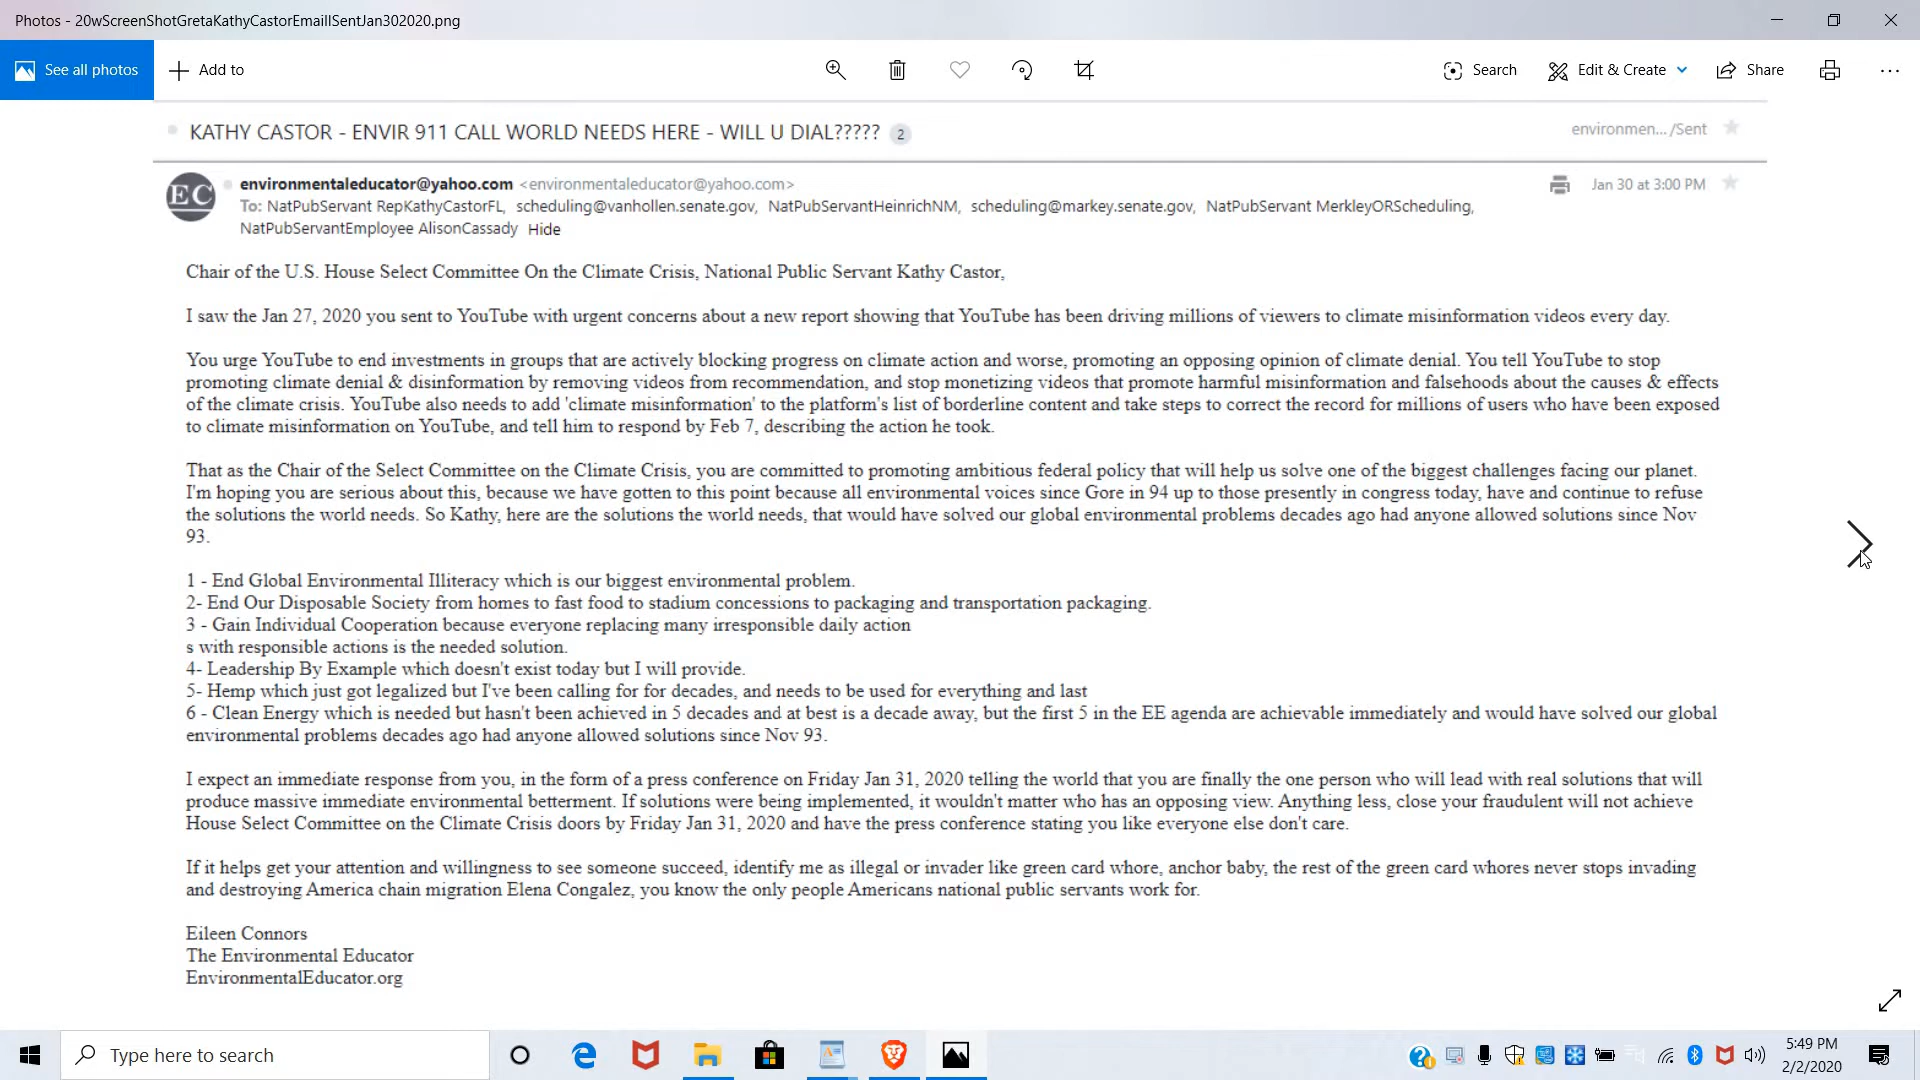 Photos - 20wScreenShotGretaKathyCastorEmailISentJan302020.png
See all photos
Add to
Search
Edit & Create
Share
KATHY CASTOR - ENVIR 911 CALL WORLD NEEDS HERE - WILL U DIAL????? 2
environmen... /Sent
EC
environmentaleducator@yahoo.com <environmentaleducator@yahoo.com>
Jan 30 at 3:00 PM
To: NatPubServant RepKathyCastorFL, scheduling@vanhollen.senate.gov, NatPubServantHeinrichNM, scheduling@markey.senate.gov, NatPubServant MerkleyORScheduling,
NatPubServantEmployee AlisonCassady Hide
Chair of the U.S. House Select Committee On the Climate Crisis, National Public Servant Kathy Castor,
I saw the Jan 27, 2020 you sent to YouTube with urgent concerns about a new report showing that YouTube has been driving millions of viewers to climate misinformation videos every day.
You urge YouTube to end investments in groups that are actively blocking progress on climate action and worse, promoting an opposing opinion of climate denial. You tell YouTube to stop
promoting climate denial & disinformation by removing videos from recommendation, and stop monetizing videos that promote harmful misinformation and falsehoods about the causes & effects
of the climate crisis. YouTube also needs to add 'climate misinformation' to the platform's list of borderline content and take steps to correct the record for millions of users who have been exposed
to climate misinformation on YouTube, and tell him to respond by Feb 7, describing the action he took.
That as the Chair of the Select Committee on the Climate Crisis, you are committed to promoting ambitious federal policy that will help us solve one of the biggest challenges facing our planet.
I'm hoping you are serious about this, because we have gotten to this point because all environmental voices since Gore in 94 up to those presently in congress today, have and continue to refuse
the solutions the world needs. So Kathy, here are the solutions the world needs, that would have solved our global environmental problems decades ago had anyone allowed solutions since Nov
93.
1 - End Global Environmental Illiteracy which is our biggest environmental problem.
2- End Our Disposable Society from homes to fast food to stadium concessions to packaging and transportation packaging.
3 - Gain Individual Cooperation because everyone replacing many irresponsible daily action
s with responsible actions is the needed solution.
4- Leadership By Example which doesn't exist today but I will provide.
5- Hemp which just got legalized but I've been calling for for decades, and needs to be used for everything and last
6 - Clean Energy which is needed but hasn't been achieved in 5 decades and at best is a decade away, but the first 5 in the EE agenda are achievable immediately and would have solved our global
environmental problems decades ago had anyone allowed solutions since Nov 93.
I expect an immediate response from you, in the form of a press conference on Friday Jan 31, 2020 telling the world that you are finally the one person who will lead with real solutions that will
produce massive immediate environmental betterment. If solutions were being implemented, it wouldn't matter who has an opposing view. Anything less, close your fraudulent will not achieve
House Select Committee on the Climate Crisis doors by Friday Jan 31, 2020 and have the press conference stating you like everyone else don't care.
If it helps get your attention and willingness to see someone succeed, identify me as illegal or invader like green card whore, anchor baby, the rest of the green card whores never stops invading
and destroying America chain migration Elena Congalez, you know the only people Americans national public servants work for.
Eileen Connors
The Environmental Educator
EnvironmentalEducator.org
Type here to search
5:49 PM
2/2/2020